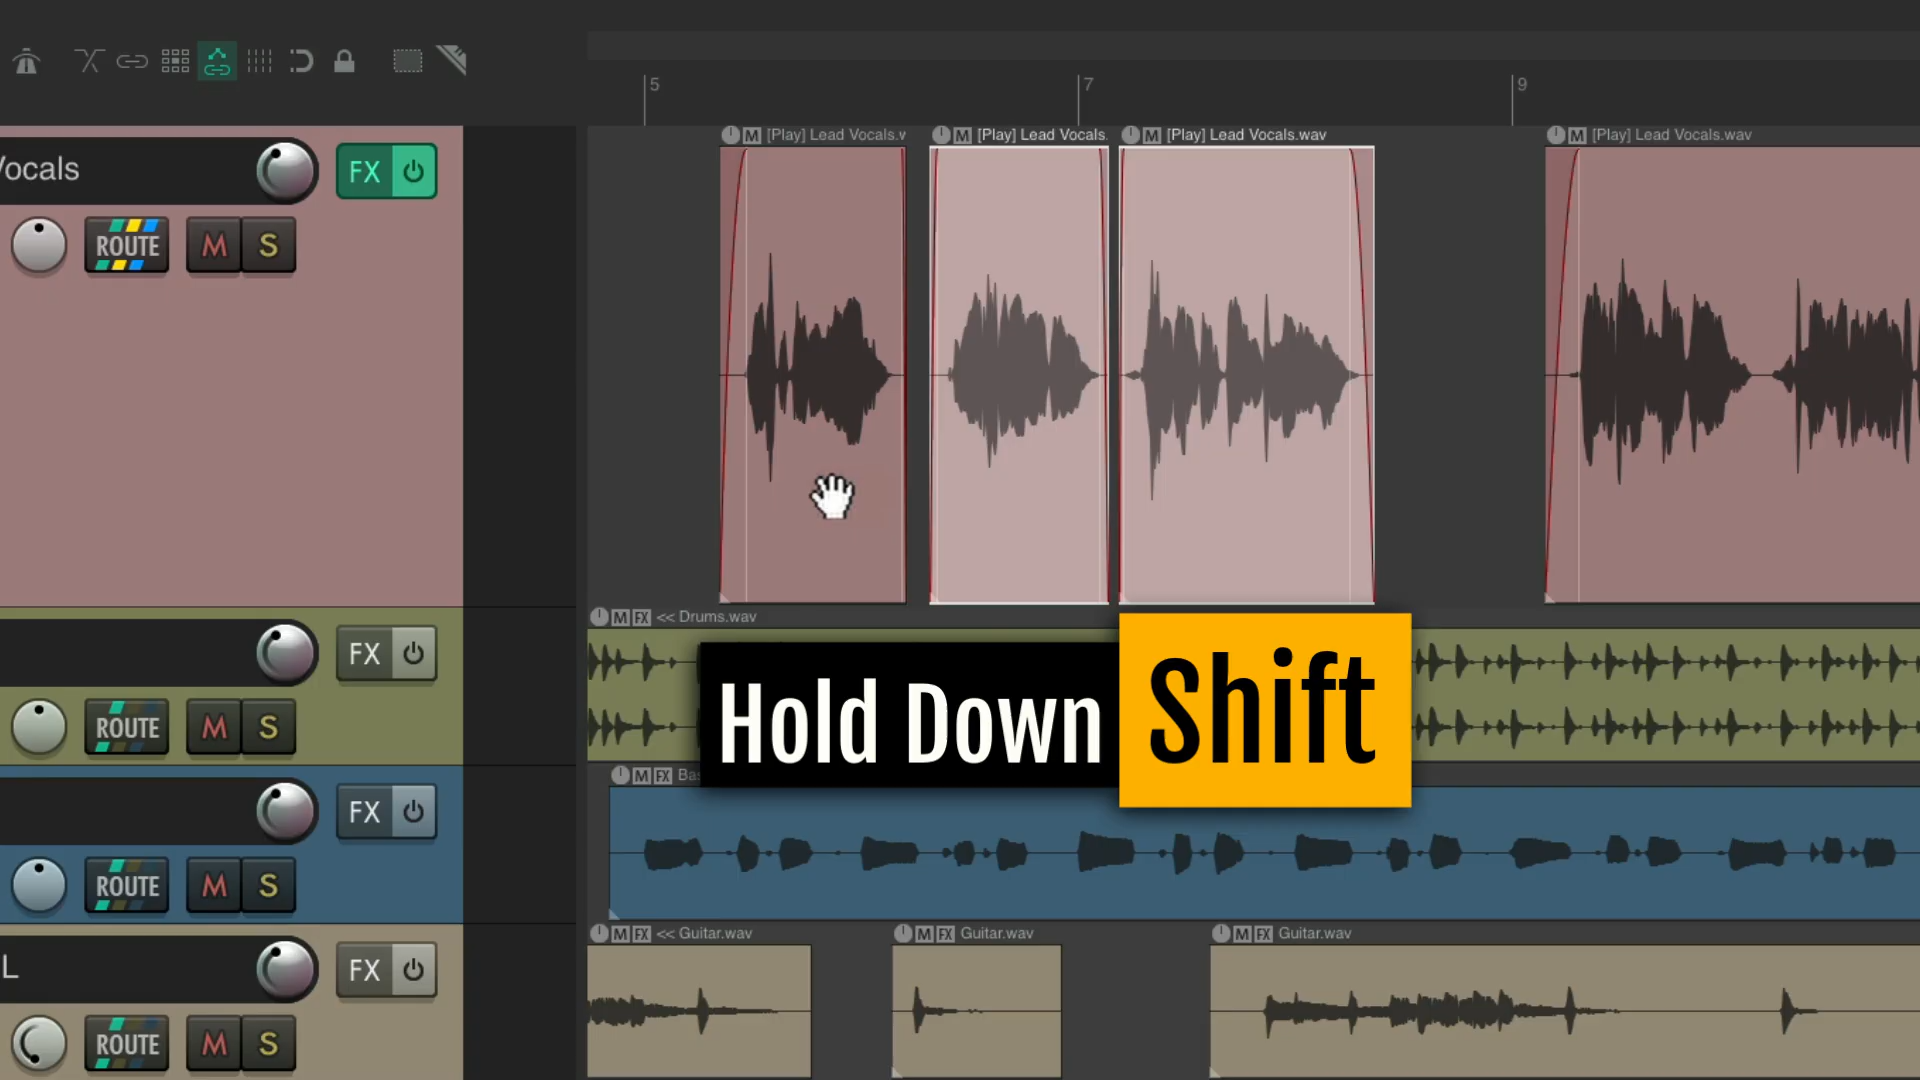 5
7
9
M [Play] Lead Vocals.v
M [Play] Lead Vocals.
M [Play] Lead Vocals.wav
M [Play] Lead Vocals.wav
Vocals
FX
ROUTE
M
S
M FX << Drums.wav
FX
ROUTE
M
S
Hold Down Shift
M FX Bas
FX
ROUTE
M
S
M FX << Guitar.wav
M FX Guitar.wav
M FX Guitar.wav
L
FX
ROUTE
M
S